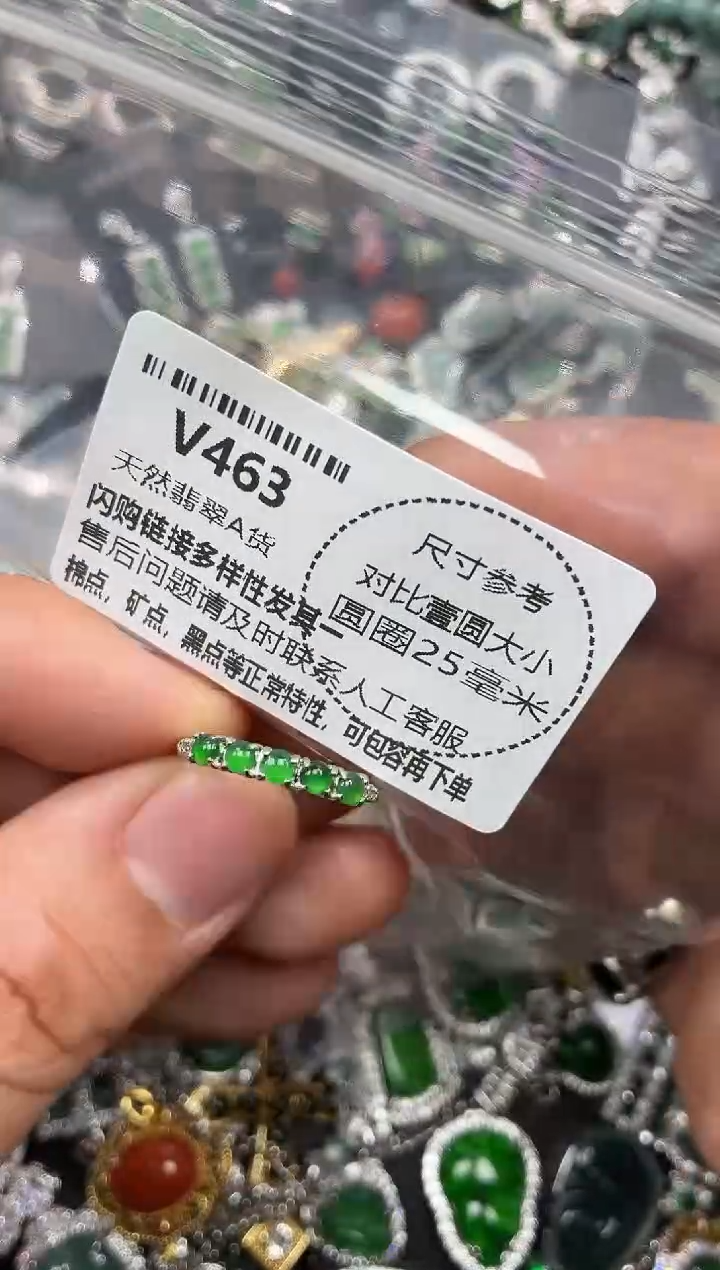 V463
天然翡翠A货
闪购链接多样性发其一
售后问题请及时联系人工客服
棉点，矿点，黑点等正常特性，可包容再下单
尺寸参考
对比壹圆大小
圆圈25毫米